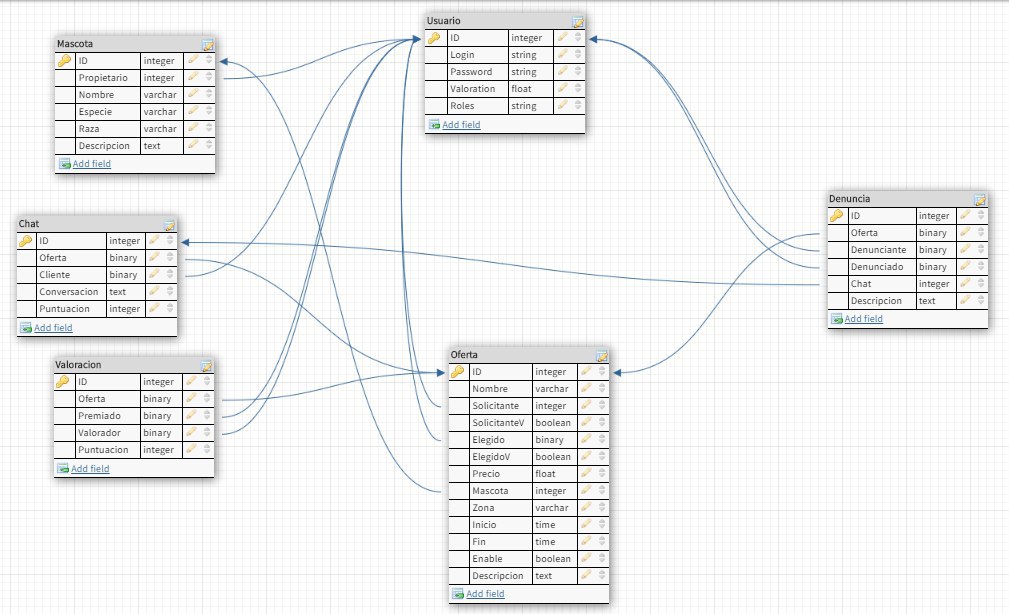 Usuario
ID integer
Login string
Password string
Valoration float
Roles string
Add field
Mascota
ID integer
Propietario integer
Nombre varchar
Especie varchar
Raza varchar
Descripcion text
Add field
Denuncia
ID integer
Oferta binary
Denunciante binary
Denunciado binary
Chat integer
Descripcion text
Add field
Chat
ID integer
Oferta binary
Cliente binary
Conversacion text
Puntuacion integer
Add field
Oferta
ID integer
Nombre varchar
Solicitante integer
SolicitanteV boolean
Elegido binary
ElegidoV boolean
Precio float
Mascota integer
Zona varchar
Inicio time
Fin time
Enable boolean
Descripcion text
Add field
Valoracion
ID integer
Oferta binary
Premiado binary
Valorador binary
Puntuacion integer
Add field